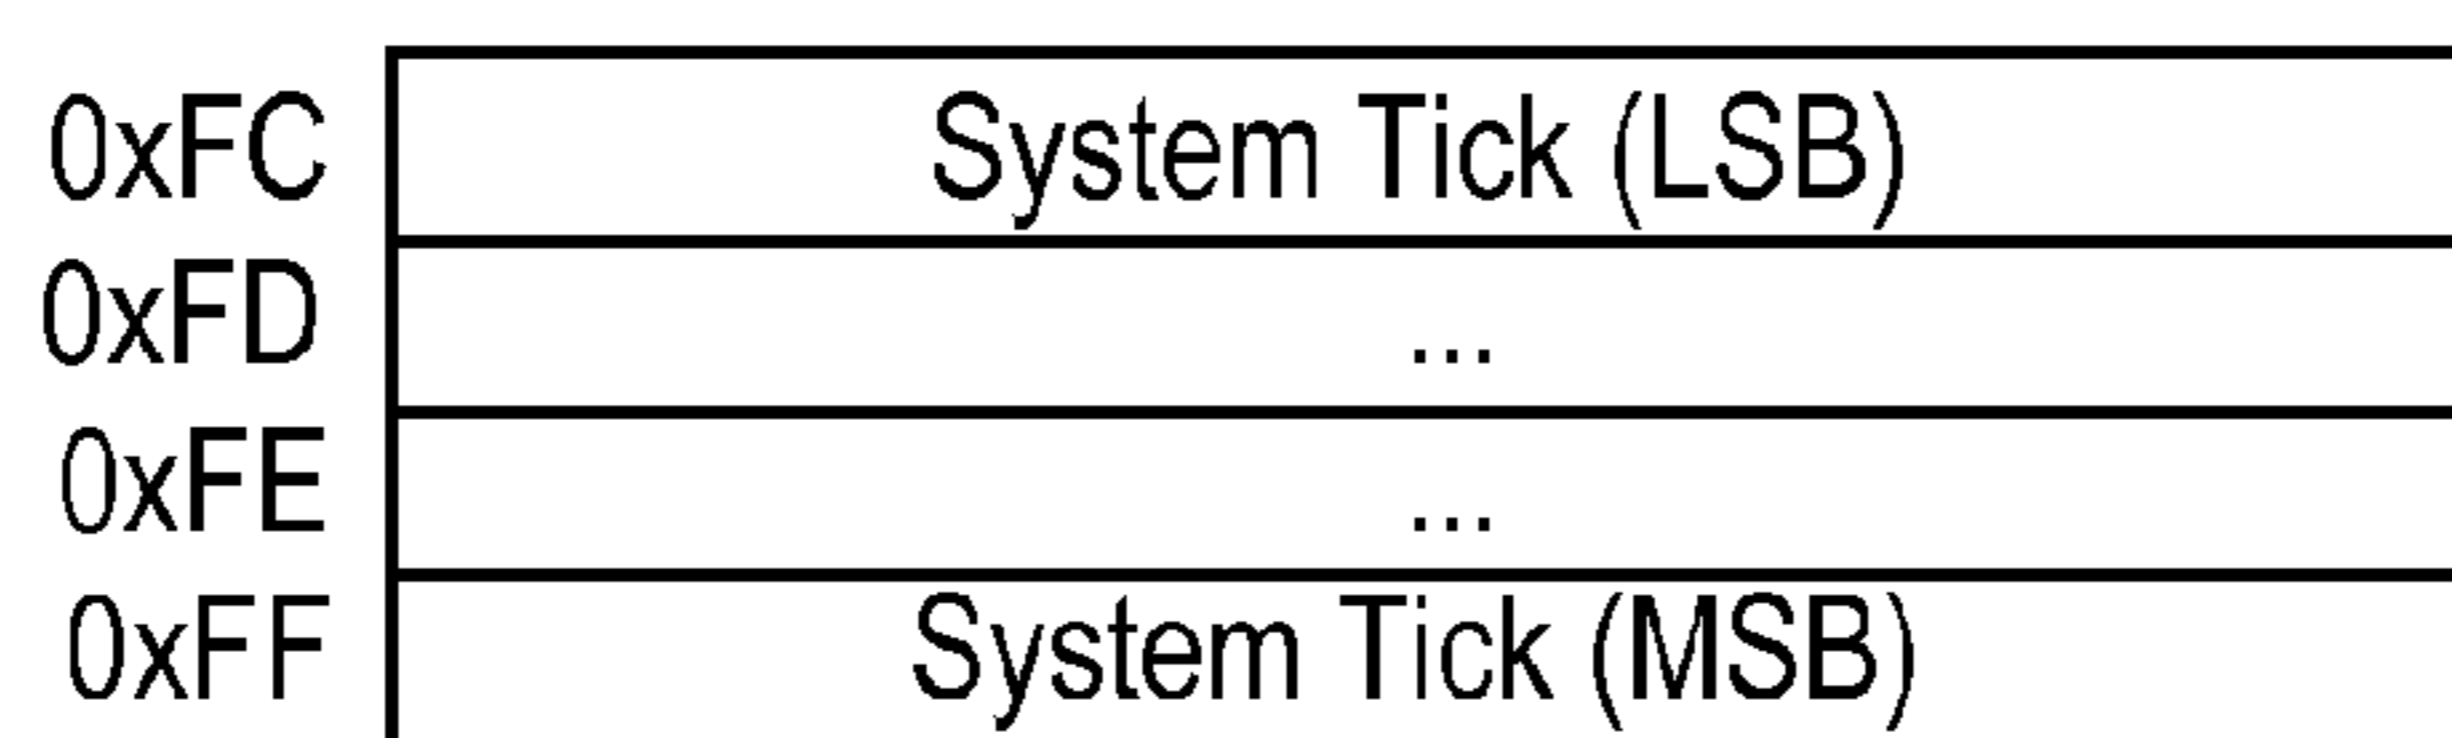 0xFC System Tick (LSB)
0xFD ...
0xFE ...
0xFF System Tick (MSB)